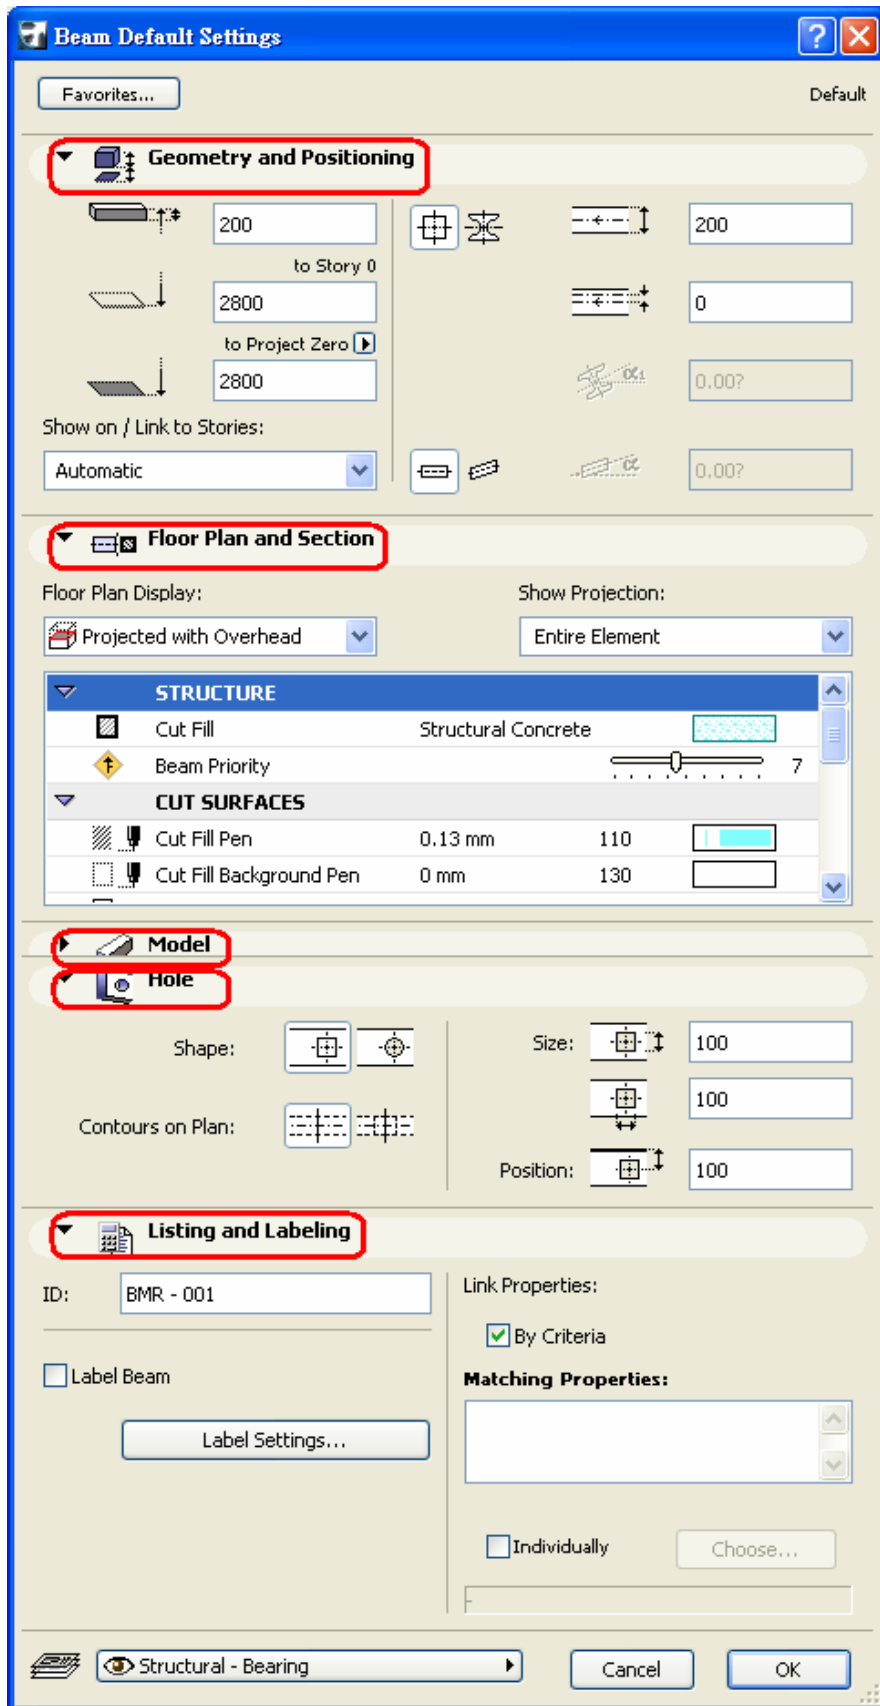 Beam Default Settings
Favorites...
Default
Geometry and Positioning
200
200
to Story 0
2800
0
to Project Zero
2800
α1
0.00?
Show on / Link to Stories:
Automatic
α
0.00?
Floor Plan and Section
Floor Plan Display:
Show Projection:
Projected with Overhead
Entire Element
STRUCTURE
Cut Fill Structural Concrete
Beam Priority 7
CUT SURFACES
Cut Fill Pen 0.13 mm 110
Cut Fill Background Pen 0 mm 130
Model
Hole
Shape:
Size: 100
100
Contours on Plan:
Position: 100
Listing and Labeling
ID: BMR - 001
Link Properties:
By Criteria
Label Beam
Matching Properties:
Label Settings...
Individually
Choose...
-
Structural - Bearing
Cancel
OK